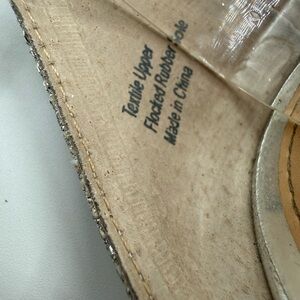 Textile Upper
Flocked Rubber Sole
Made in China